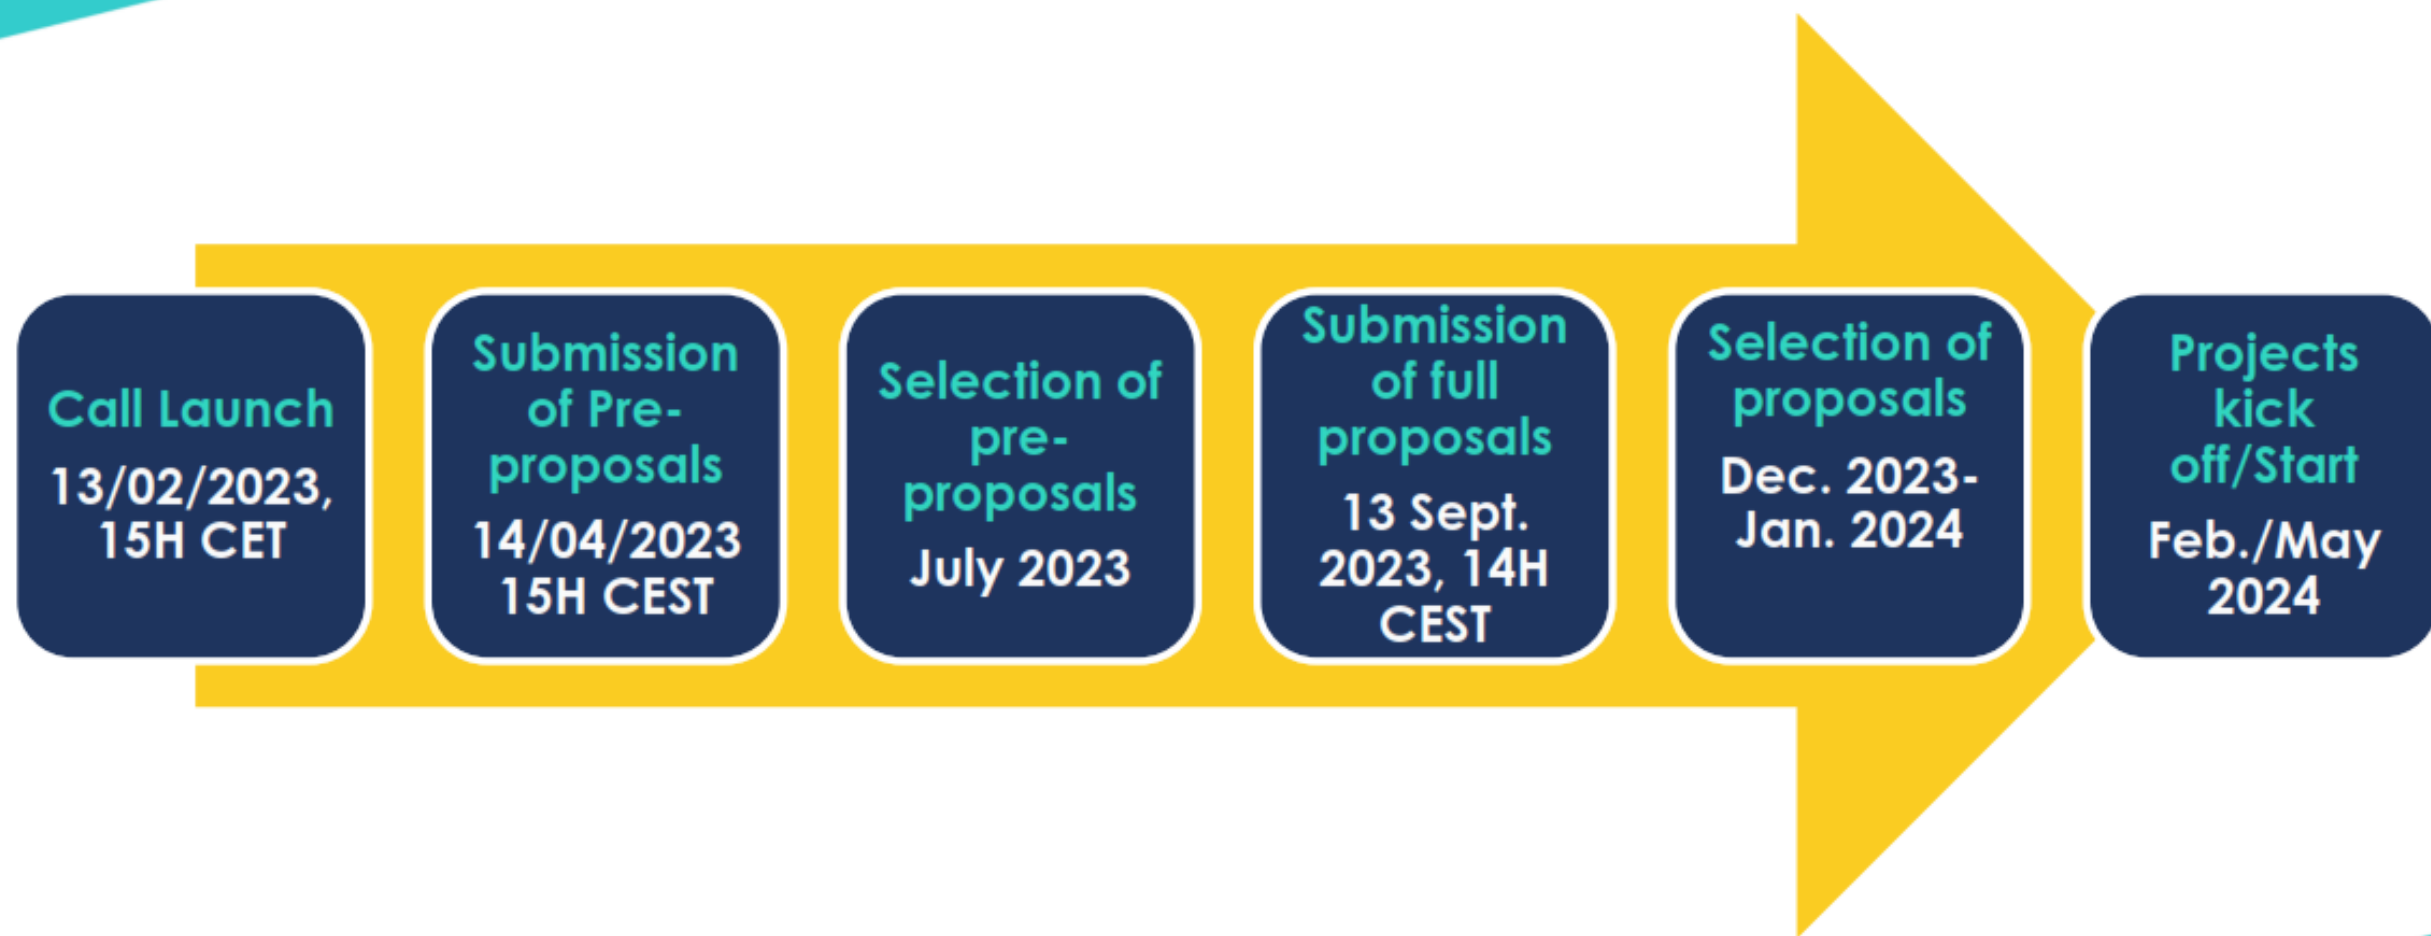 Call Launch
13/02/2023,
15H CET
Submission
of Pre-
proposals
14/04/2023
15H CEST
Selection of
pre-
proposals
July 2023
Submission
of full
proposals
13 Sept.
2023, 14H
CEST
Selection of
proposals
Dec. 2023-
Jan. 2024
Projects
kick
off/Start
Feb./May
2024